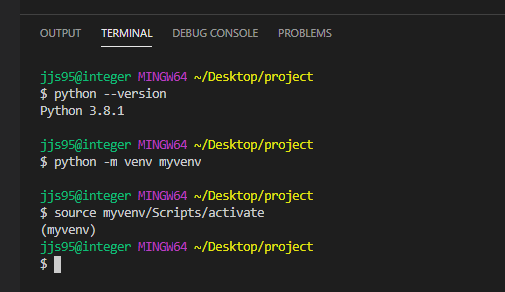 OUTPUT TERMINAL DEBUG CONSOLE PROBLEMS
jjs95@integer MINGW64 ~/Desktop/project
$ python --version
Python 3.8.1
jjs95@integer MINGW64 ~/Desktop/project
$ python -m venv myvenv
jjs95@integer MINGW64 ~/Desktop/project
$ source myvenv/Scripts/activate
(myvenv)
jjs95@integer MINGW64 ~/Desktop/project
$